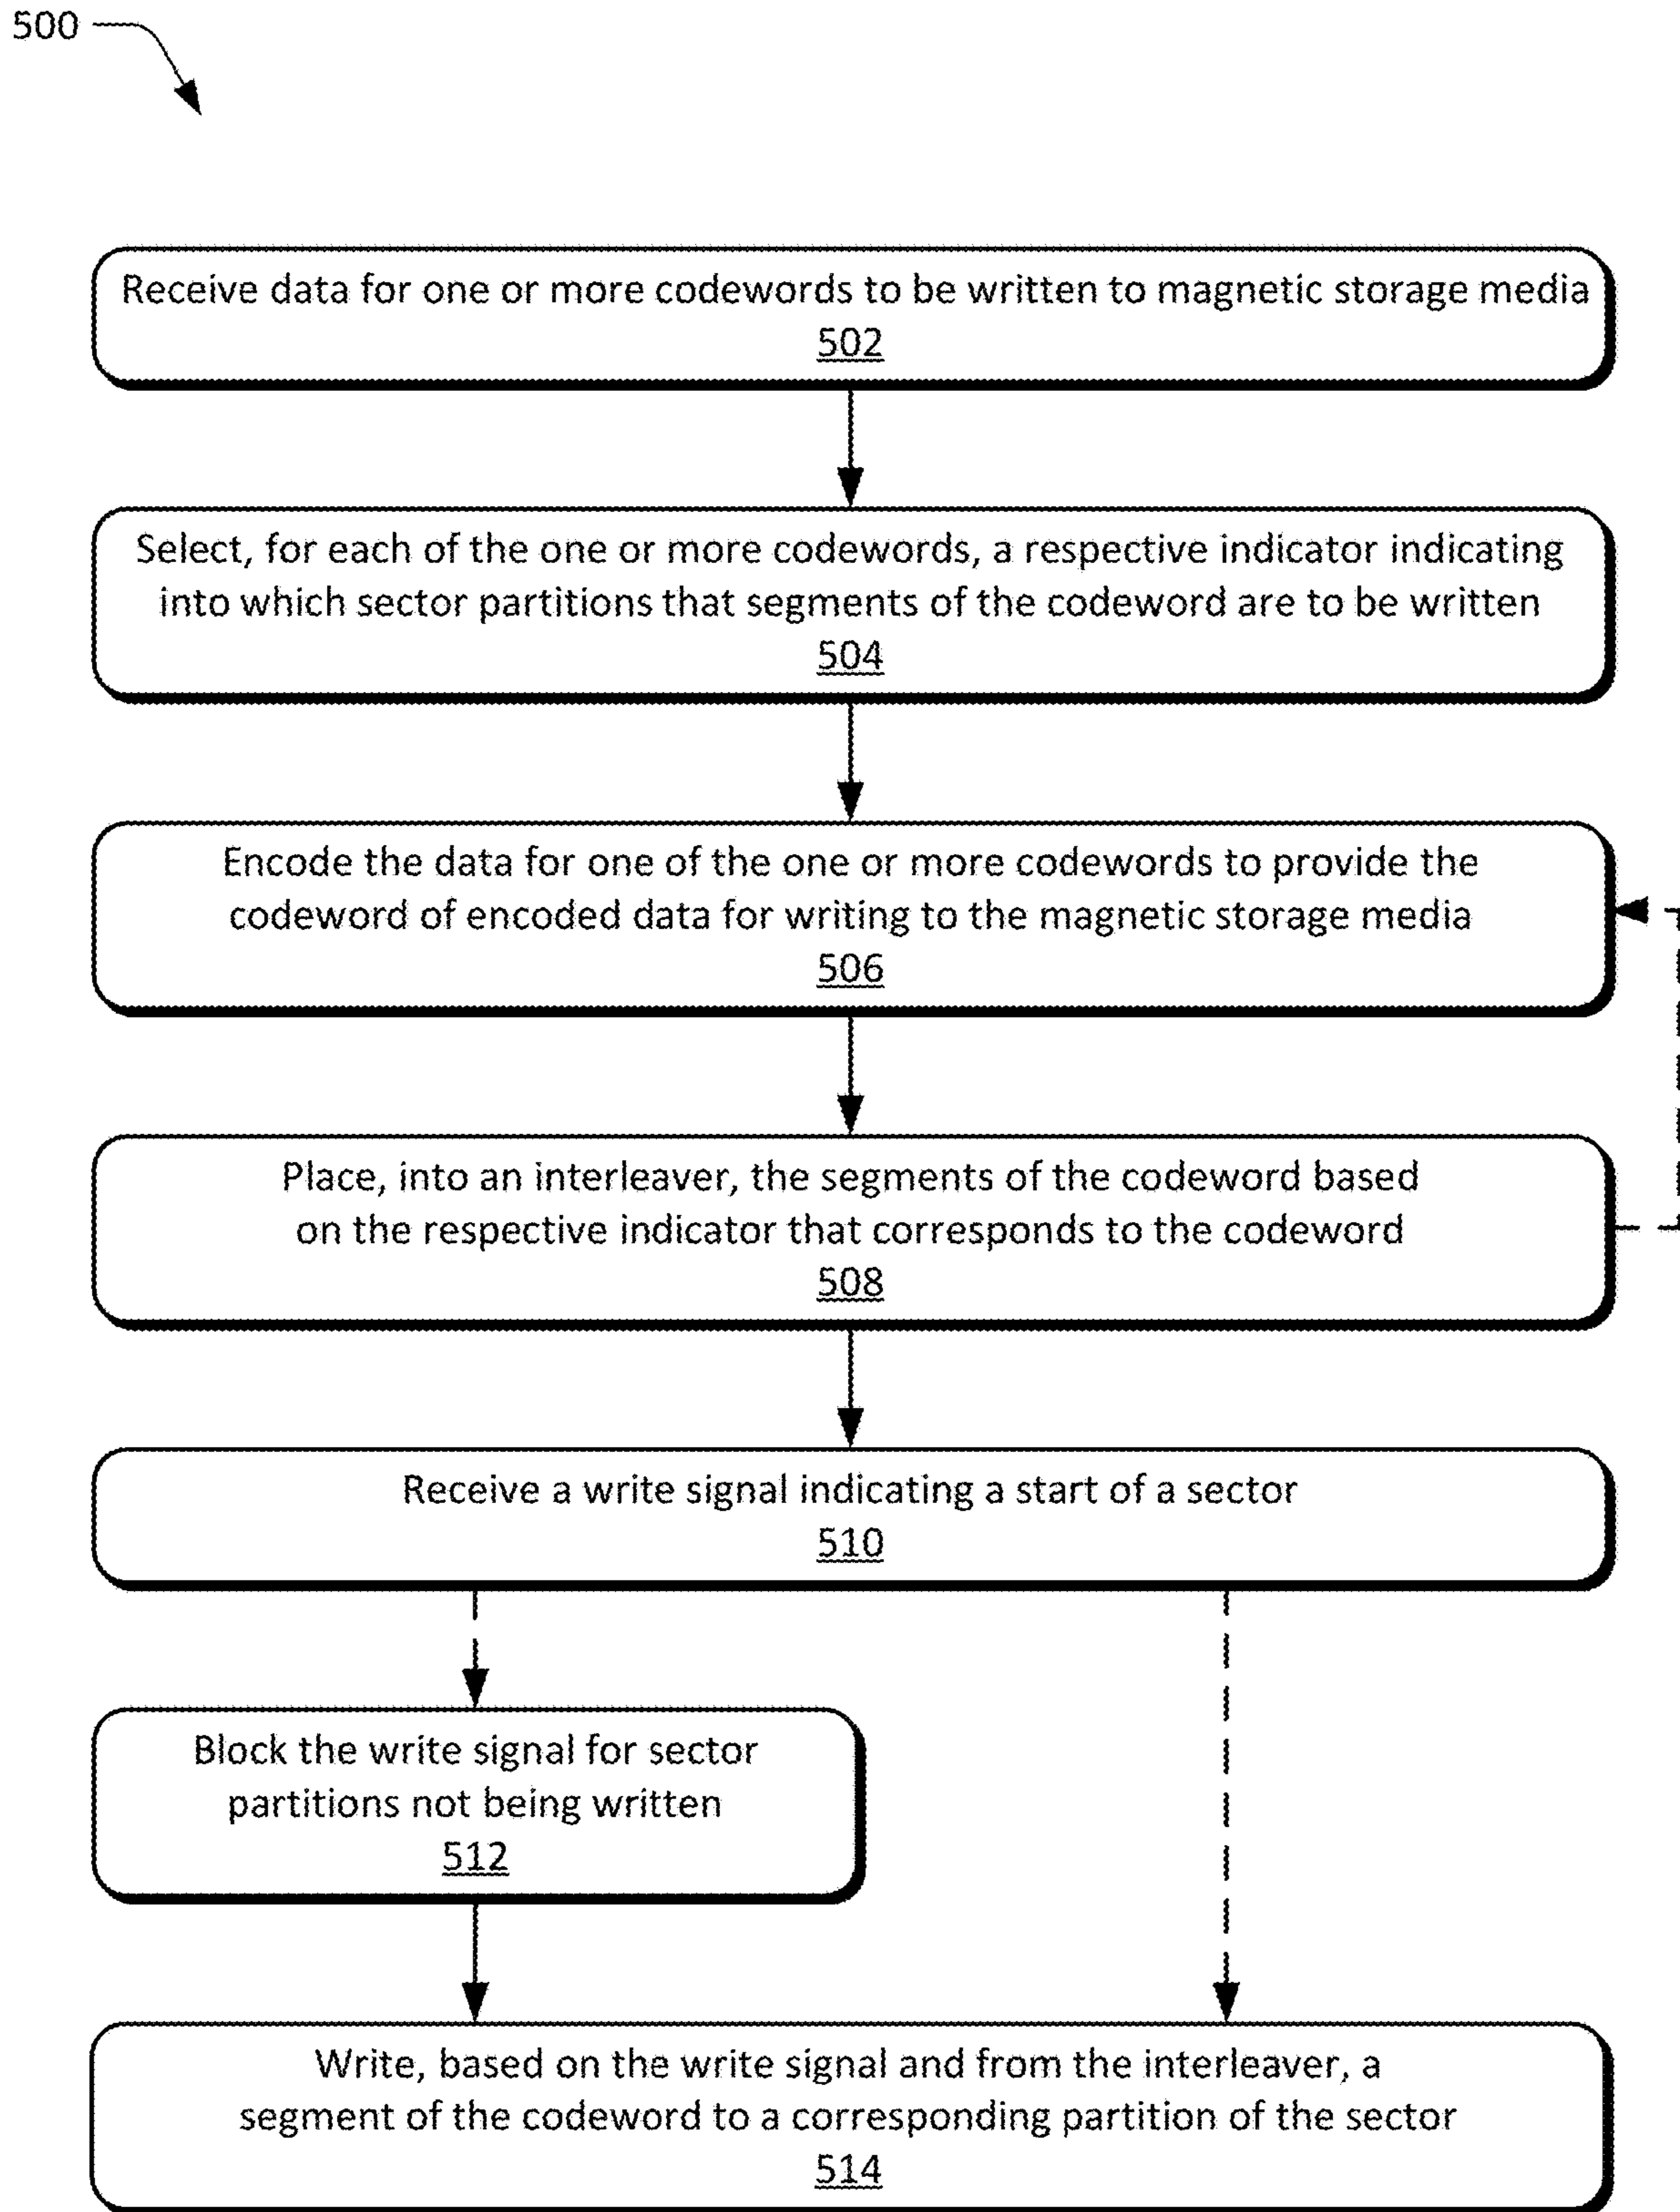 500
Receive data for one or more codewords to be written to magnetic storage media
502
Select, for each of the one or more codewords, a respective indicator indicating
into which sector partitions that segments of the codeword are to be written
504
Encode the data for one of the one or more codewords to provide the
codeword of encoded data for writing to the magnetic storage media
506
Place, into an interleaver, the segments of the codeword based
on the respective indicator that corresponds to the codeword
508
Receive a write signal indicating a start of a sector
510
Block the write signal for sector
partitions not being written
512
Write, based on the write signal and from the interleaver, a
segment of the codeword to a corresponding partition of the sector
514